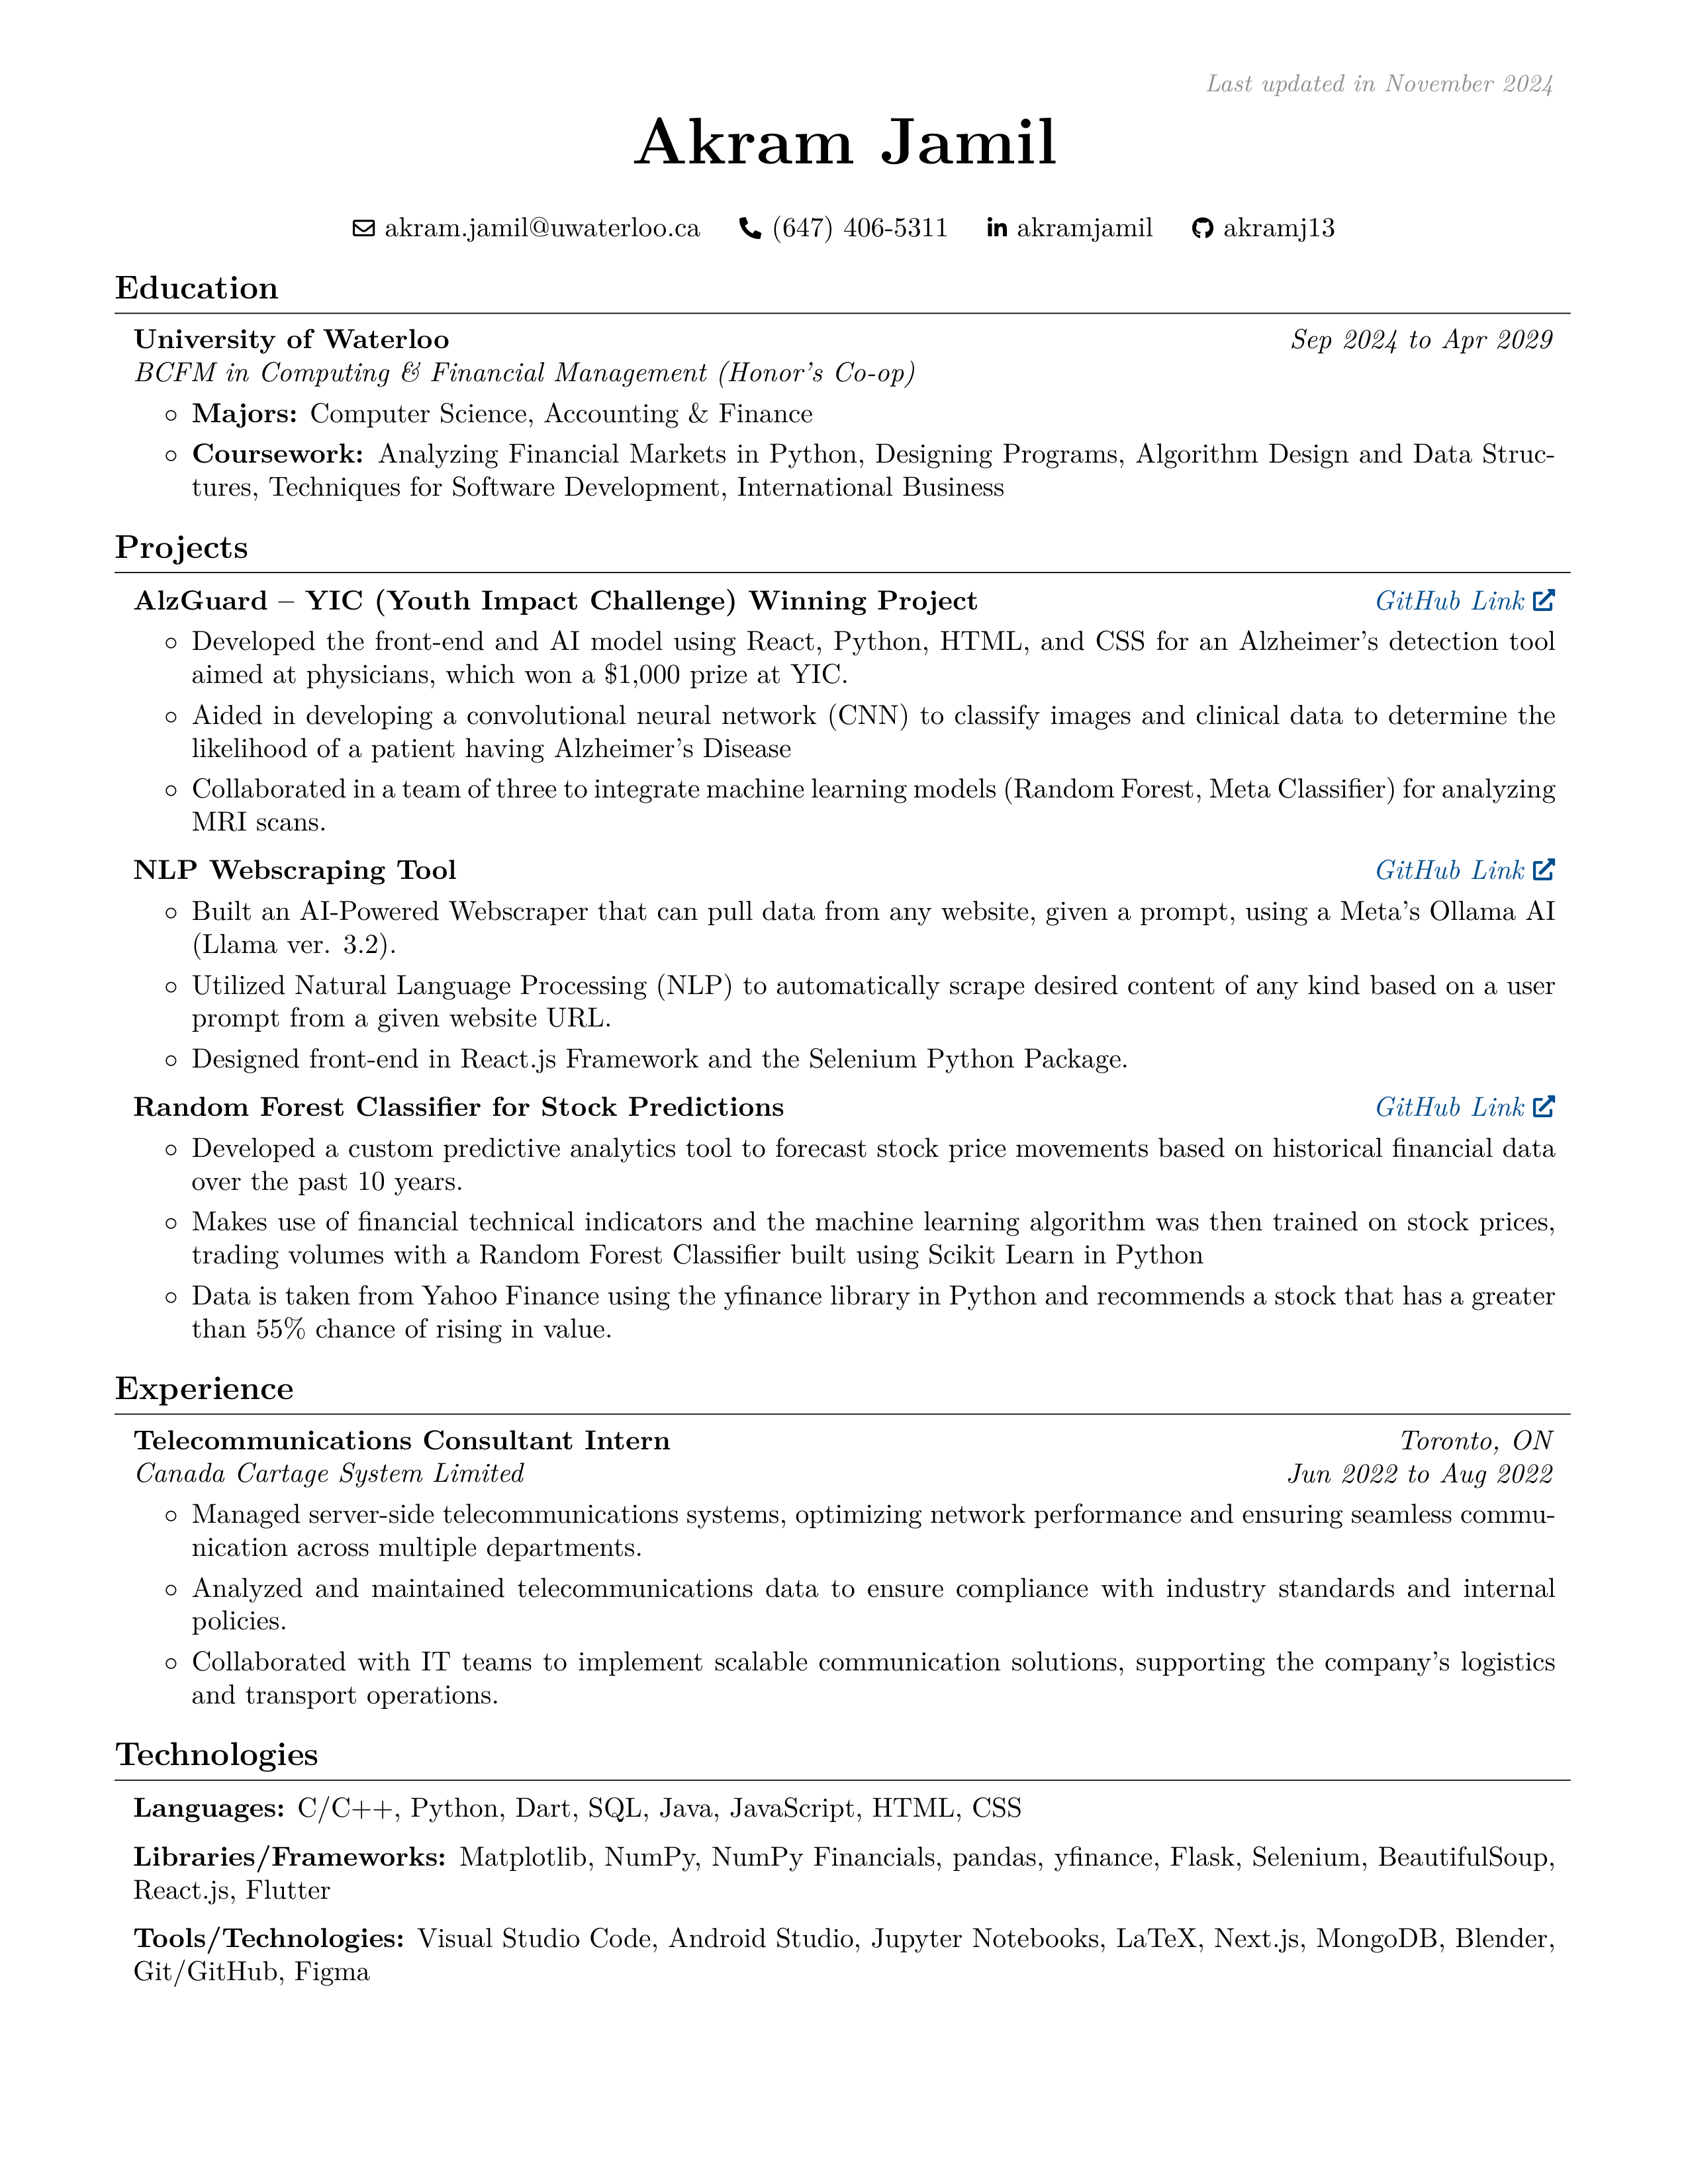 Last updated in November 2024
Akram Jamil
akram.jamil@uwaterloo.ca (647) 406-5311 akramjamil akramj13
Education
University of Waterloo Sep 2024 to Apr 2029
BCFM in Computing & Financial Management (Honor's Co-op)
◦ Majors: Computer Science, Accounting & Finance
◦ Coursework: Analyzing Financial Markets in Python, Designing Programs, Algorithm Design and Data Struc-
tures, Techniques for Software Development, International Business
Projects
AlzGuard – YIC (Youth Impact Challenge) Winning Project GitHub Link
◦ Developed the front-end and AI model using React, Python, HTML, and CSS for an Alzheimer's detection tool
aimed at physicians, which won a $1,000 prize at YIC.
◦ Aided in developing a convolutional neural network (CNN) to classify images and clinical data to determine the
likelihood of a patient having Alzheimer's Disease
◦ Collaborated in a team of three to integrate machine learning models (Random Forest, Meta Classifier) for analyzing
MRI scans.
NLP Webscraping Tool GitHub Link
◦ Built an AI-Powered Webscraper that can pull data from any website, given a prompt, using a Meta's Ollama AI
(Llama ver. 3.2).
◦ Utilized Natural Language Processing (NLP) to automatically scrape desired content of any kind based on a user
prompt from a given website URL.
◦ Designed front-end in React.js Framework and the Selenium Python Package.
Random Forest Classifier for Stock Predictions GitHub Link
◦ Developed a custom predictive analytics tool to forecast stock price movements based on historical financial data
over the past 10 years.
◦ Makes use of financial technical indicators and the machine learning algorithm was then trained on stock prices,
trading volumes with a Random Forest Classifier built using Scikit Learn in Python
◦ Data is taken from Yahoo Finance using the yfinance library in Python and recommends a stock that has a greater
than 55% chance of rising in value.
Experience
Telecommunications Consultant Intern Toronto, ON
Canada Cartage System Limited Jun 2022 to Aug 2022
◦ Managed server-side telecommunications systems, optimizing network performance and ensuring seamless commu-
nication across multiple departments.
◦ Analyzed and maintained telecommunications data to ensure compliance with industry standards and internal
policies.
◦ Collaborated with IT teams to implement scalable communication solutions, supporting the company's logistics
and transport operations.
Technologies
Languages: C/C++, Python, Dart, SQL, Java, JavaScript, HTML, CSS
Libraries/Frameworks: Matplotlib, NumPy, NumPy Financials, pandas, yfinance, Flask, Selenium, BeautifulSoup,
React.js, Flutter
Tools/Technologies: Visual Studio Code, Android Studio, Jupyter Notebooks, LaTeX, Next.js, MongoDB, Blender,
Git/GitHub, Figma